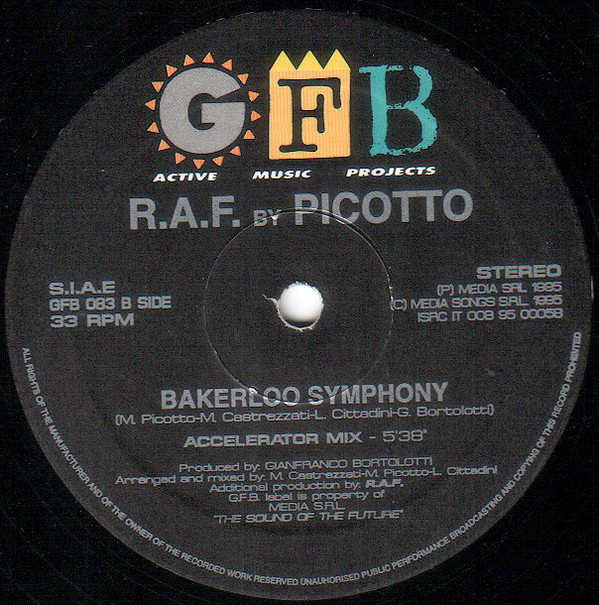 GFB
ACTIVE MUSIC PROJECTS
R.A.F. BY PICOTTO
S.I.A.E
GFB 083 B SIDE
33 RPM
STEREO
(P) MEDIA SRL 1995
(C) MEDIA SONGS S.R.L. 1995
ISRC IT 00B 95 00058
BAKERLOO SYMPHONY
(M. Picotto-M. Castrezzati-L. Cittadini-G. Bortolotti)
ACCELERATOR MIX - 5'38"
Produced by: GIANFRANCO BORTOLOTTI
Arranged and mixed by: M. Castrezzati-M. Picotto-L. Cittadini
Additional production by: R.A.F.
G.F.B. label is property of
MEDIA S.R.L
"THE SOUND OF THE FUTURE"
ALL RIGHTS OF THE MANUFACTURER AND OF THE OWNER OF THE RECORDED WORK RESERVED UNAUHORISED PUBLIC PERFORMANCE BROADCASTING AND COPYING OF THIS RECORD PROHIBITED